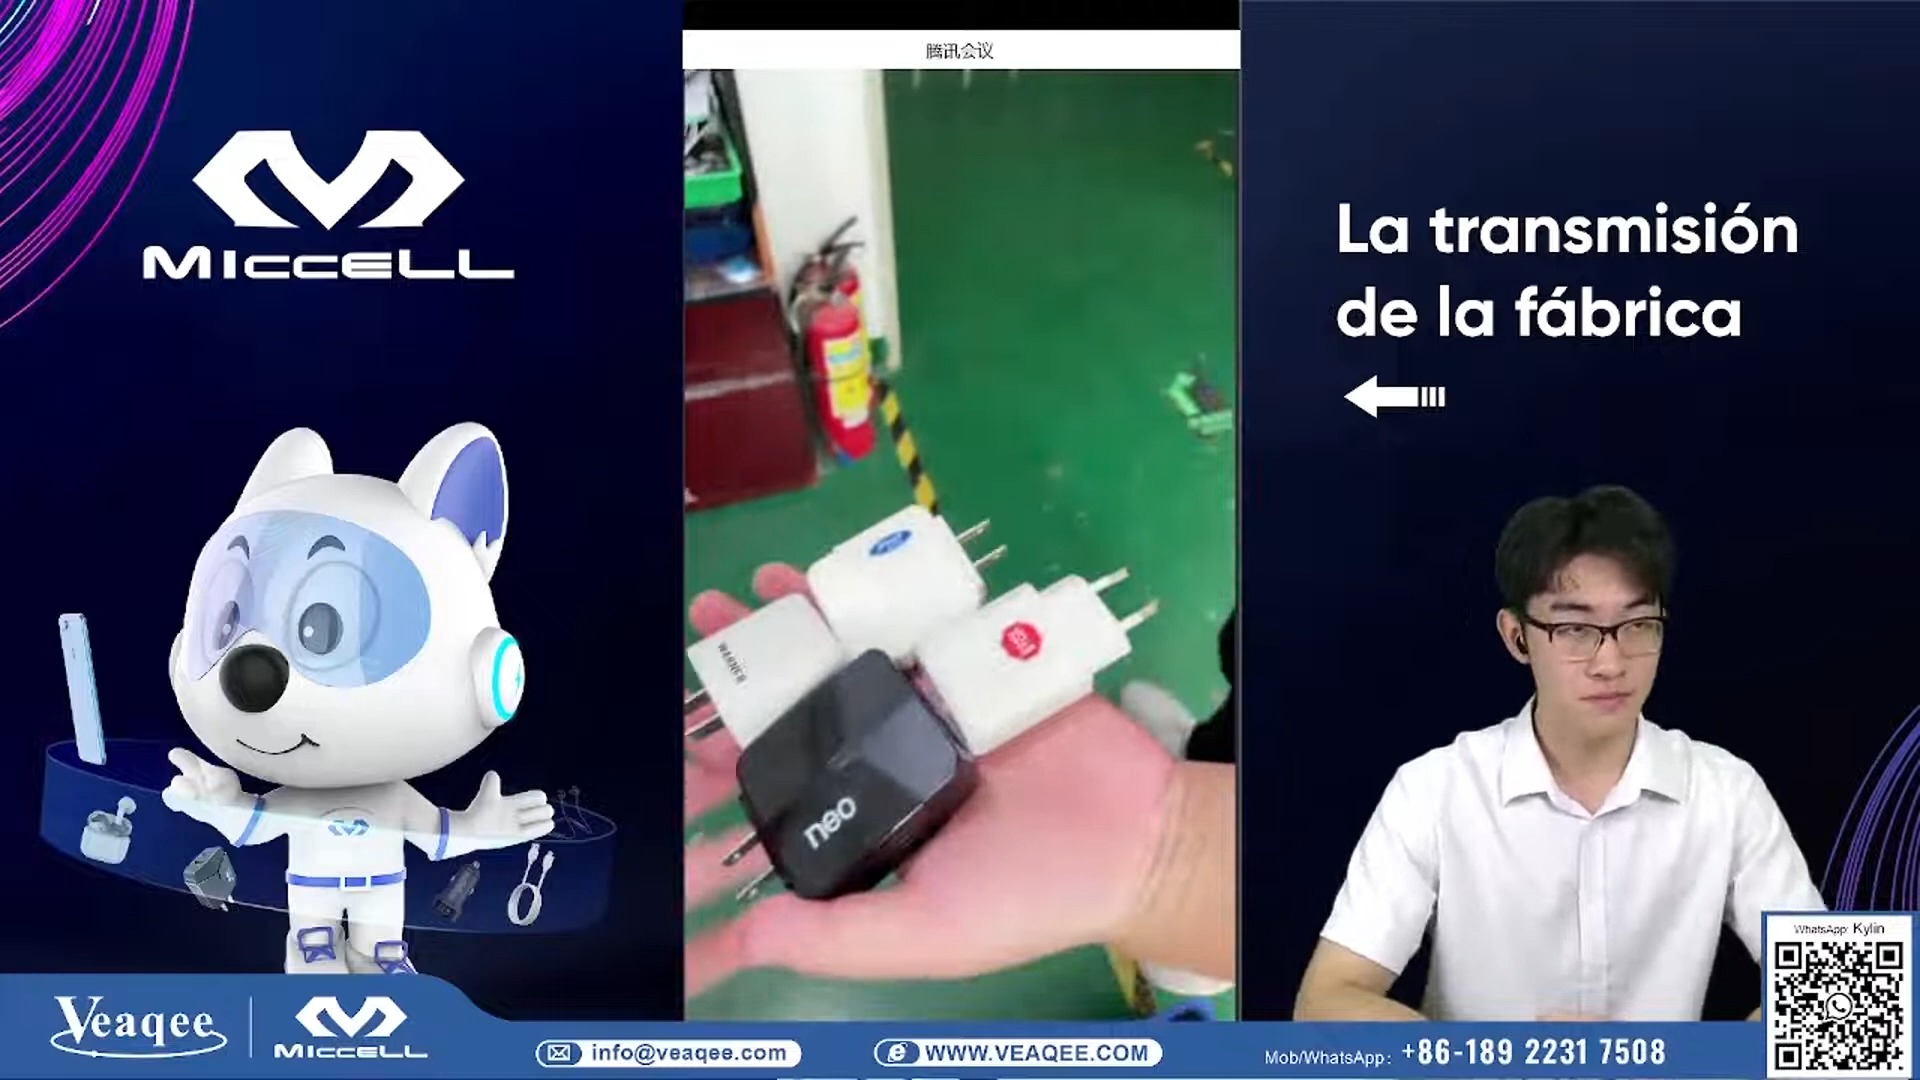 MICCELL
腾讯会议
La transmisión
de la fábrica
neo
WhatsApp: Kylin
Veaqee
MICCELL
info@veaqee.com
WWW.VEAQEE.COM
Mob/WhatsApp: +86-189 2231 7508